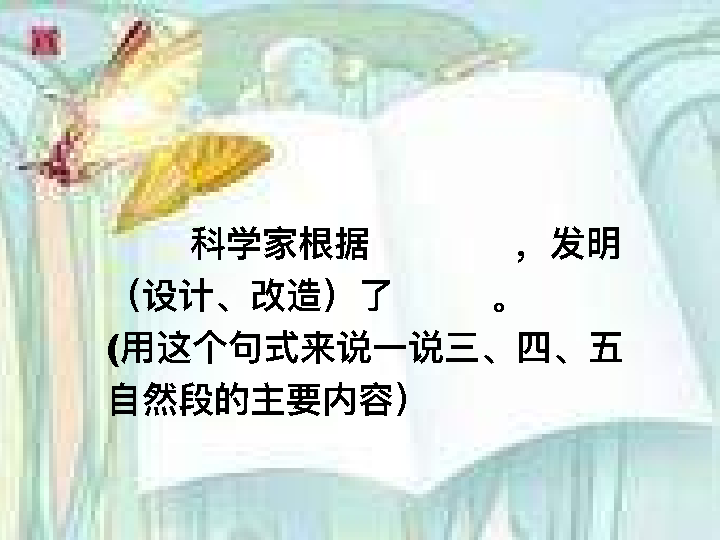 科学家根据 ，发明
（设计、改造）了 。
(用这个句式来说一说三、四、五
自然段的主要内容）